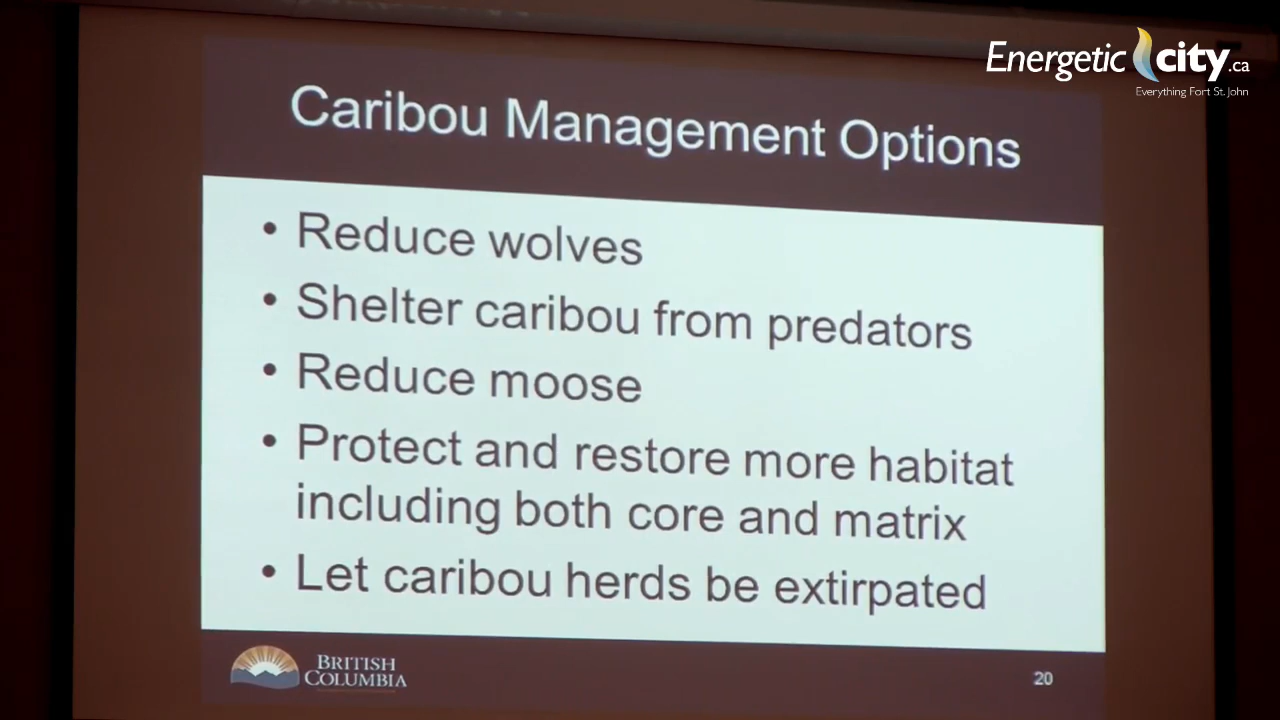 Energetic city.ca
Everything Fort St. John
Caribou Management Options
• Reduce wolves
• Shelter caribou from predators
• Reduce moose
• Protect and restore more habitat
including both core and matrix
• Let caribou herds be extirpated
BRITISH
COLUMBIA
20